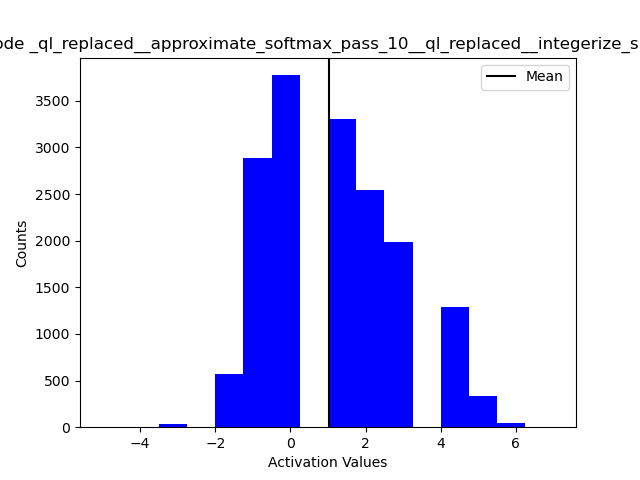 ode _ql_replaced__approximate_softmax_pass_10__ql_replaced__integerize_s
Mean
3500
3000
2500
2000
1500
1000
500
0
Counts
−4 −2 0 2 4 6
Activation Values